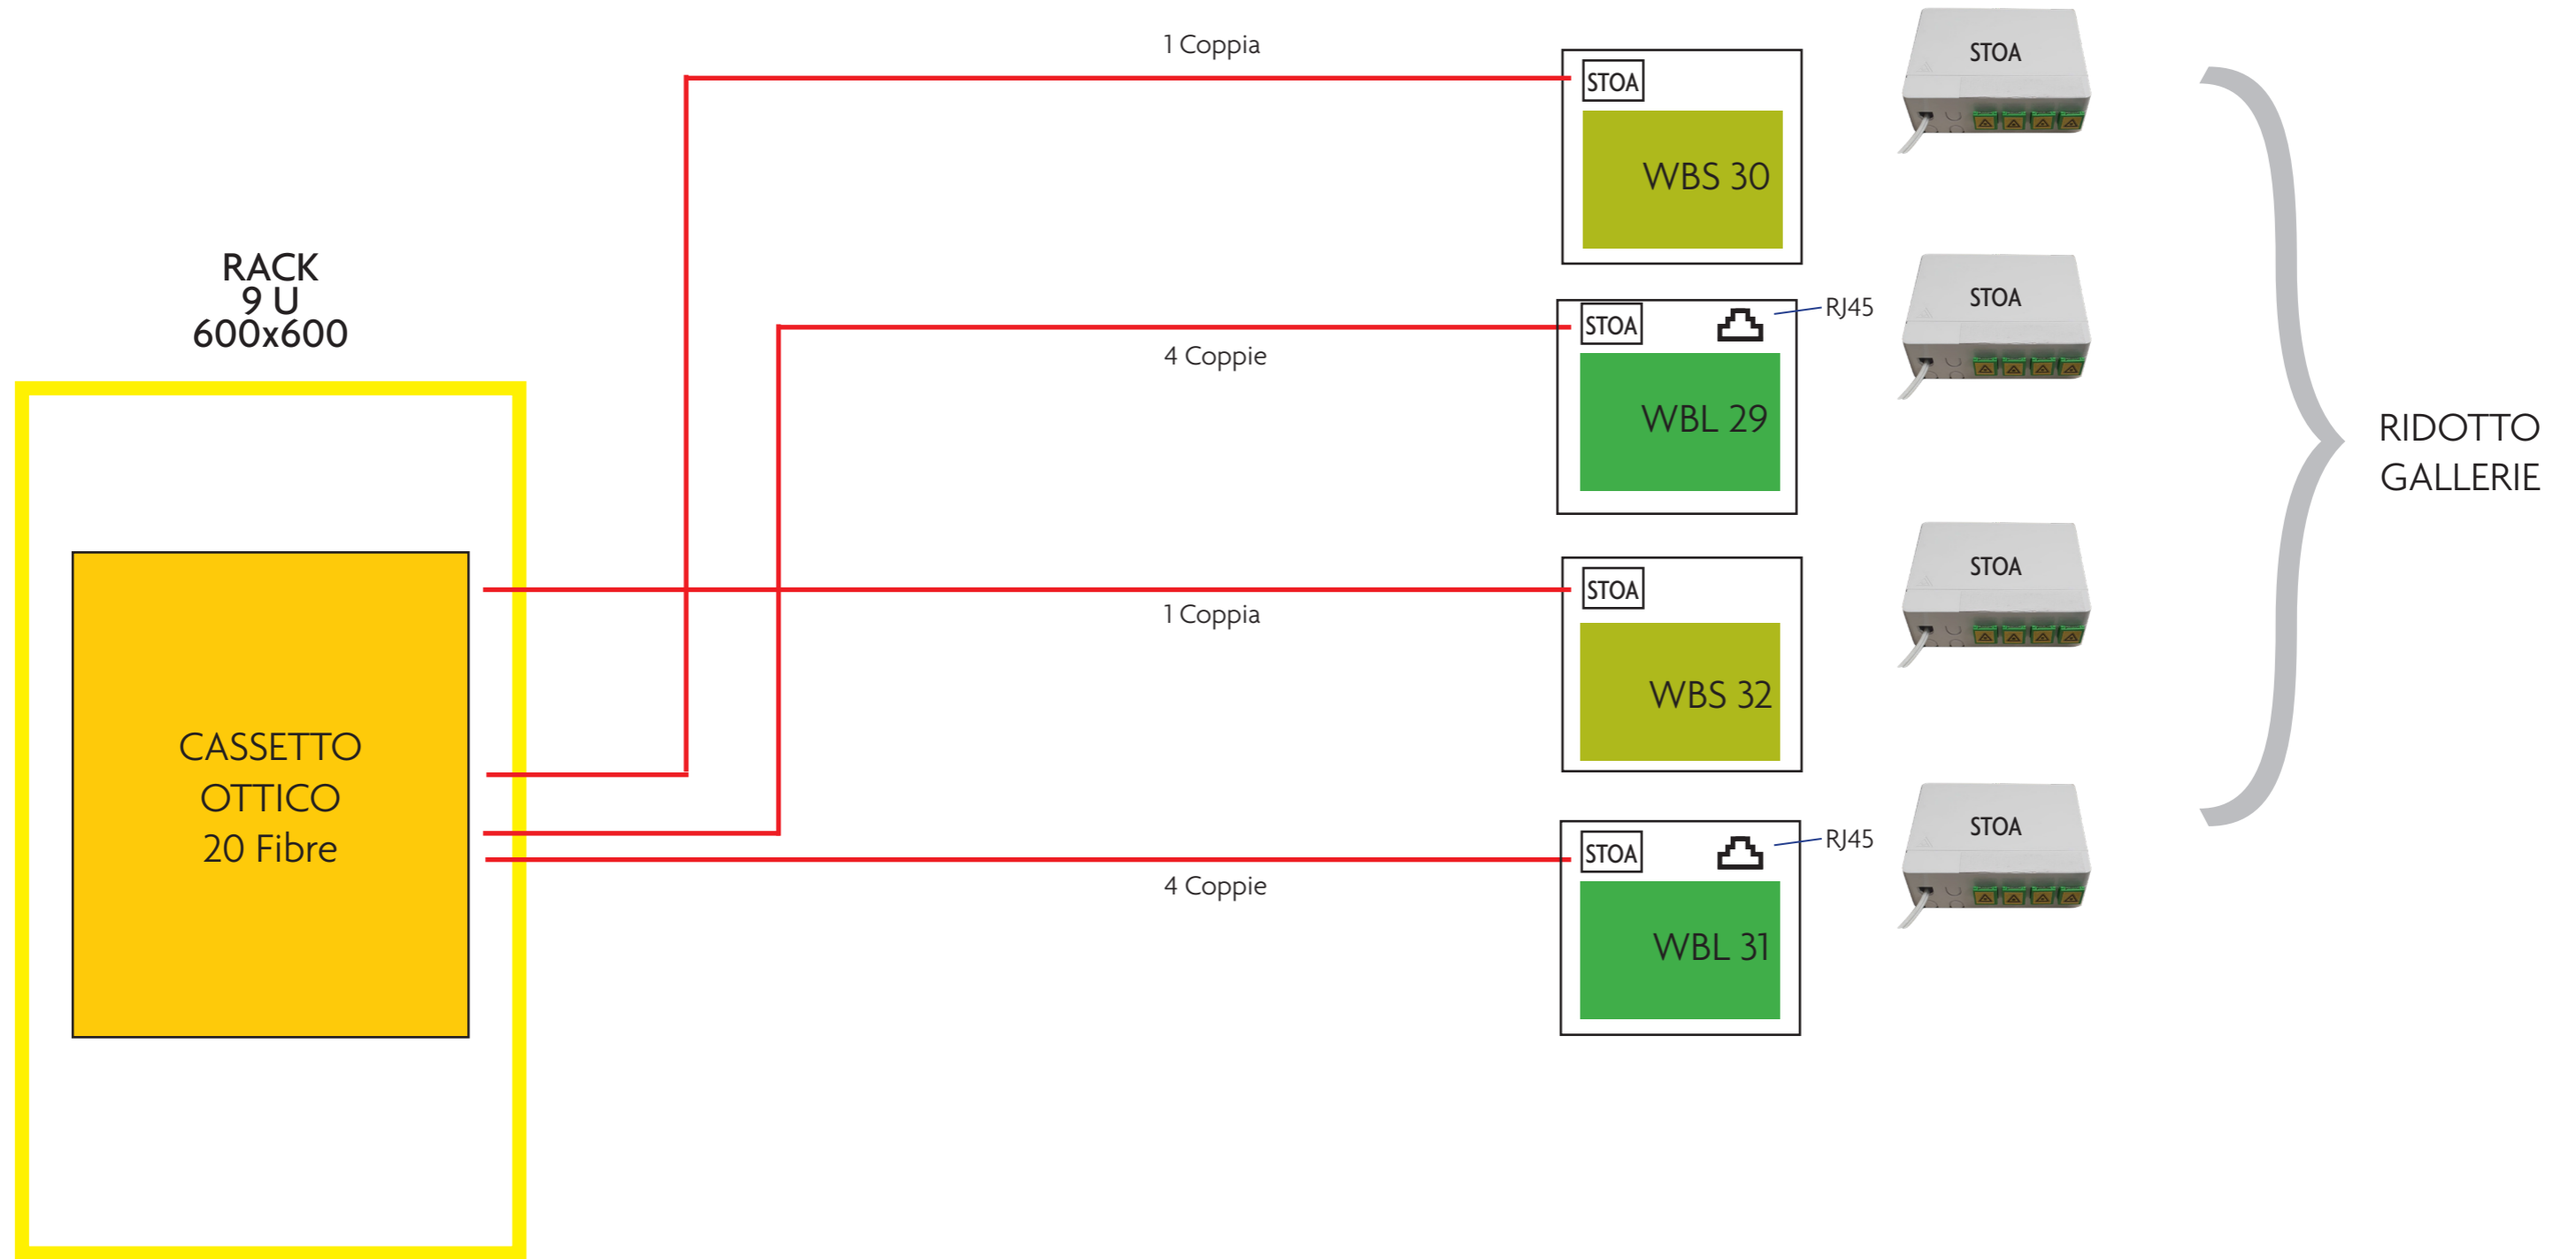 1 Coppia
STOA
WBS 30
STOA
RACK
9 U
600x600
4 Coppie
STOA
RJ45
WBL 29
STOA
RIDOTTO
GALLERIE
1 Coppia
STOA
WBS 32
STOA
CASSETTO
OTTICO
20 Fibre
4 Coppie
STOA
RJ45
WBL 31
STOA